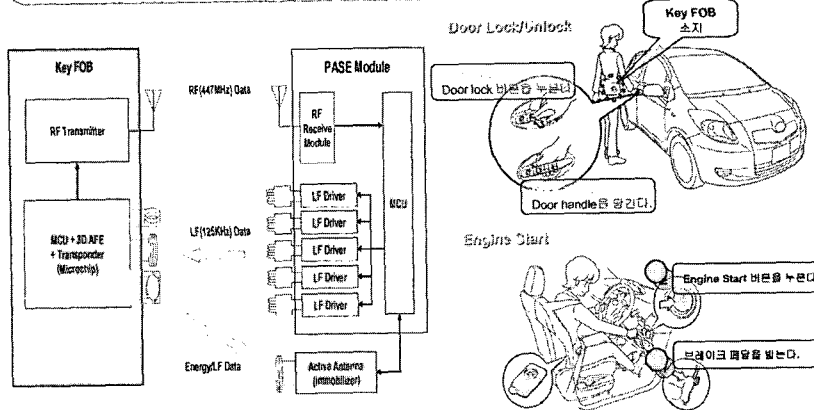 Key FOB
RF Transmitter
MCU + 3D AFE
+ Transponder
(Microchip)
RF(447MHz) Data
LF(125KHz) Data
Energy/LF Data
PASE Module
RF
Receive
Module
MCU
LF Driver
LF Driver
LF Driver
LF Driver
LF Driver
Active Antenna
(immobilizer)
Door Lock/Unlock
Key FOB
소지
Door lock 버튼을 누른다
Door handle을 당긴다.
Engine Start
Engine Start 버튼을 누른다
브레이크 페달을 밟는다.